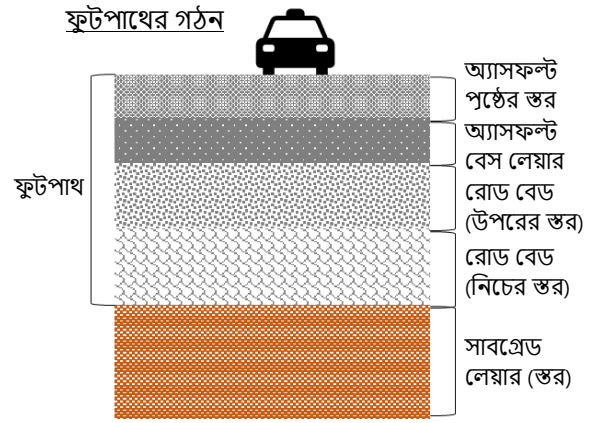 ফুটপাথের গঠন
অ্যাসফল্ট
পৃষ্ঠের স্তর
অ্যাসফল্ট
বেস লেয়ার
ফুটপাথ
রোড বেড
(উপরের স্তর)
রোড বেড
(নিচের স্তর)
সাবগ্রেড
লেয়ার (স্তর)